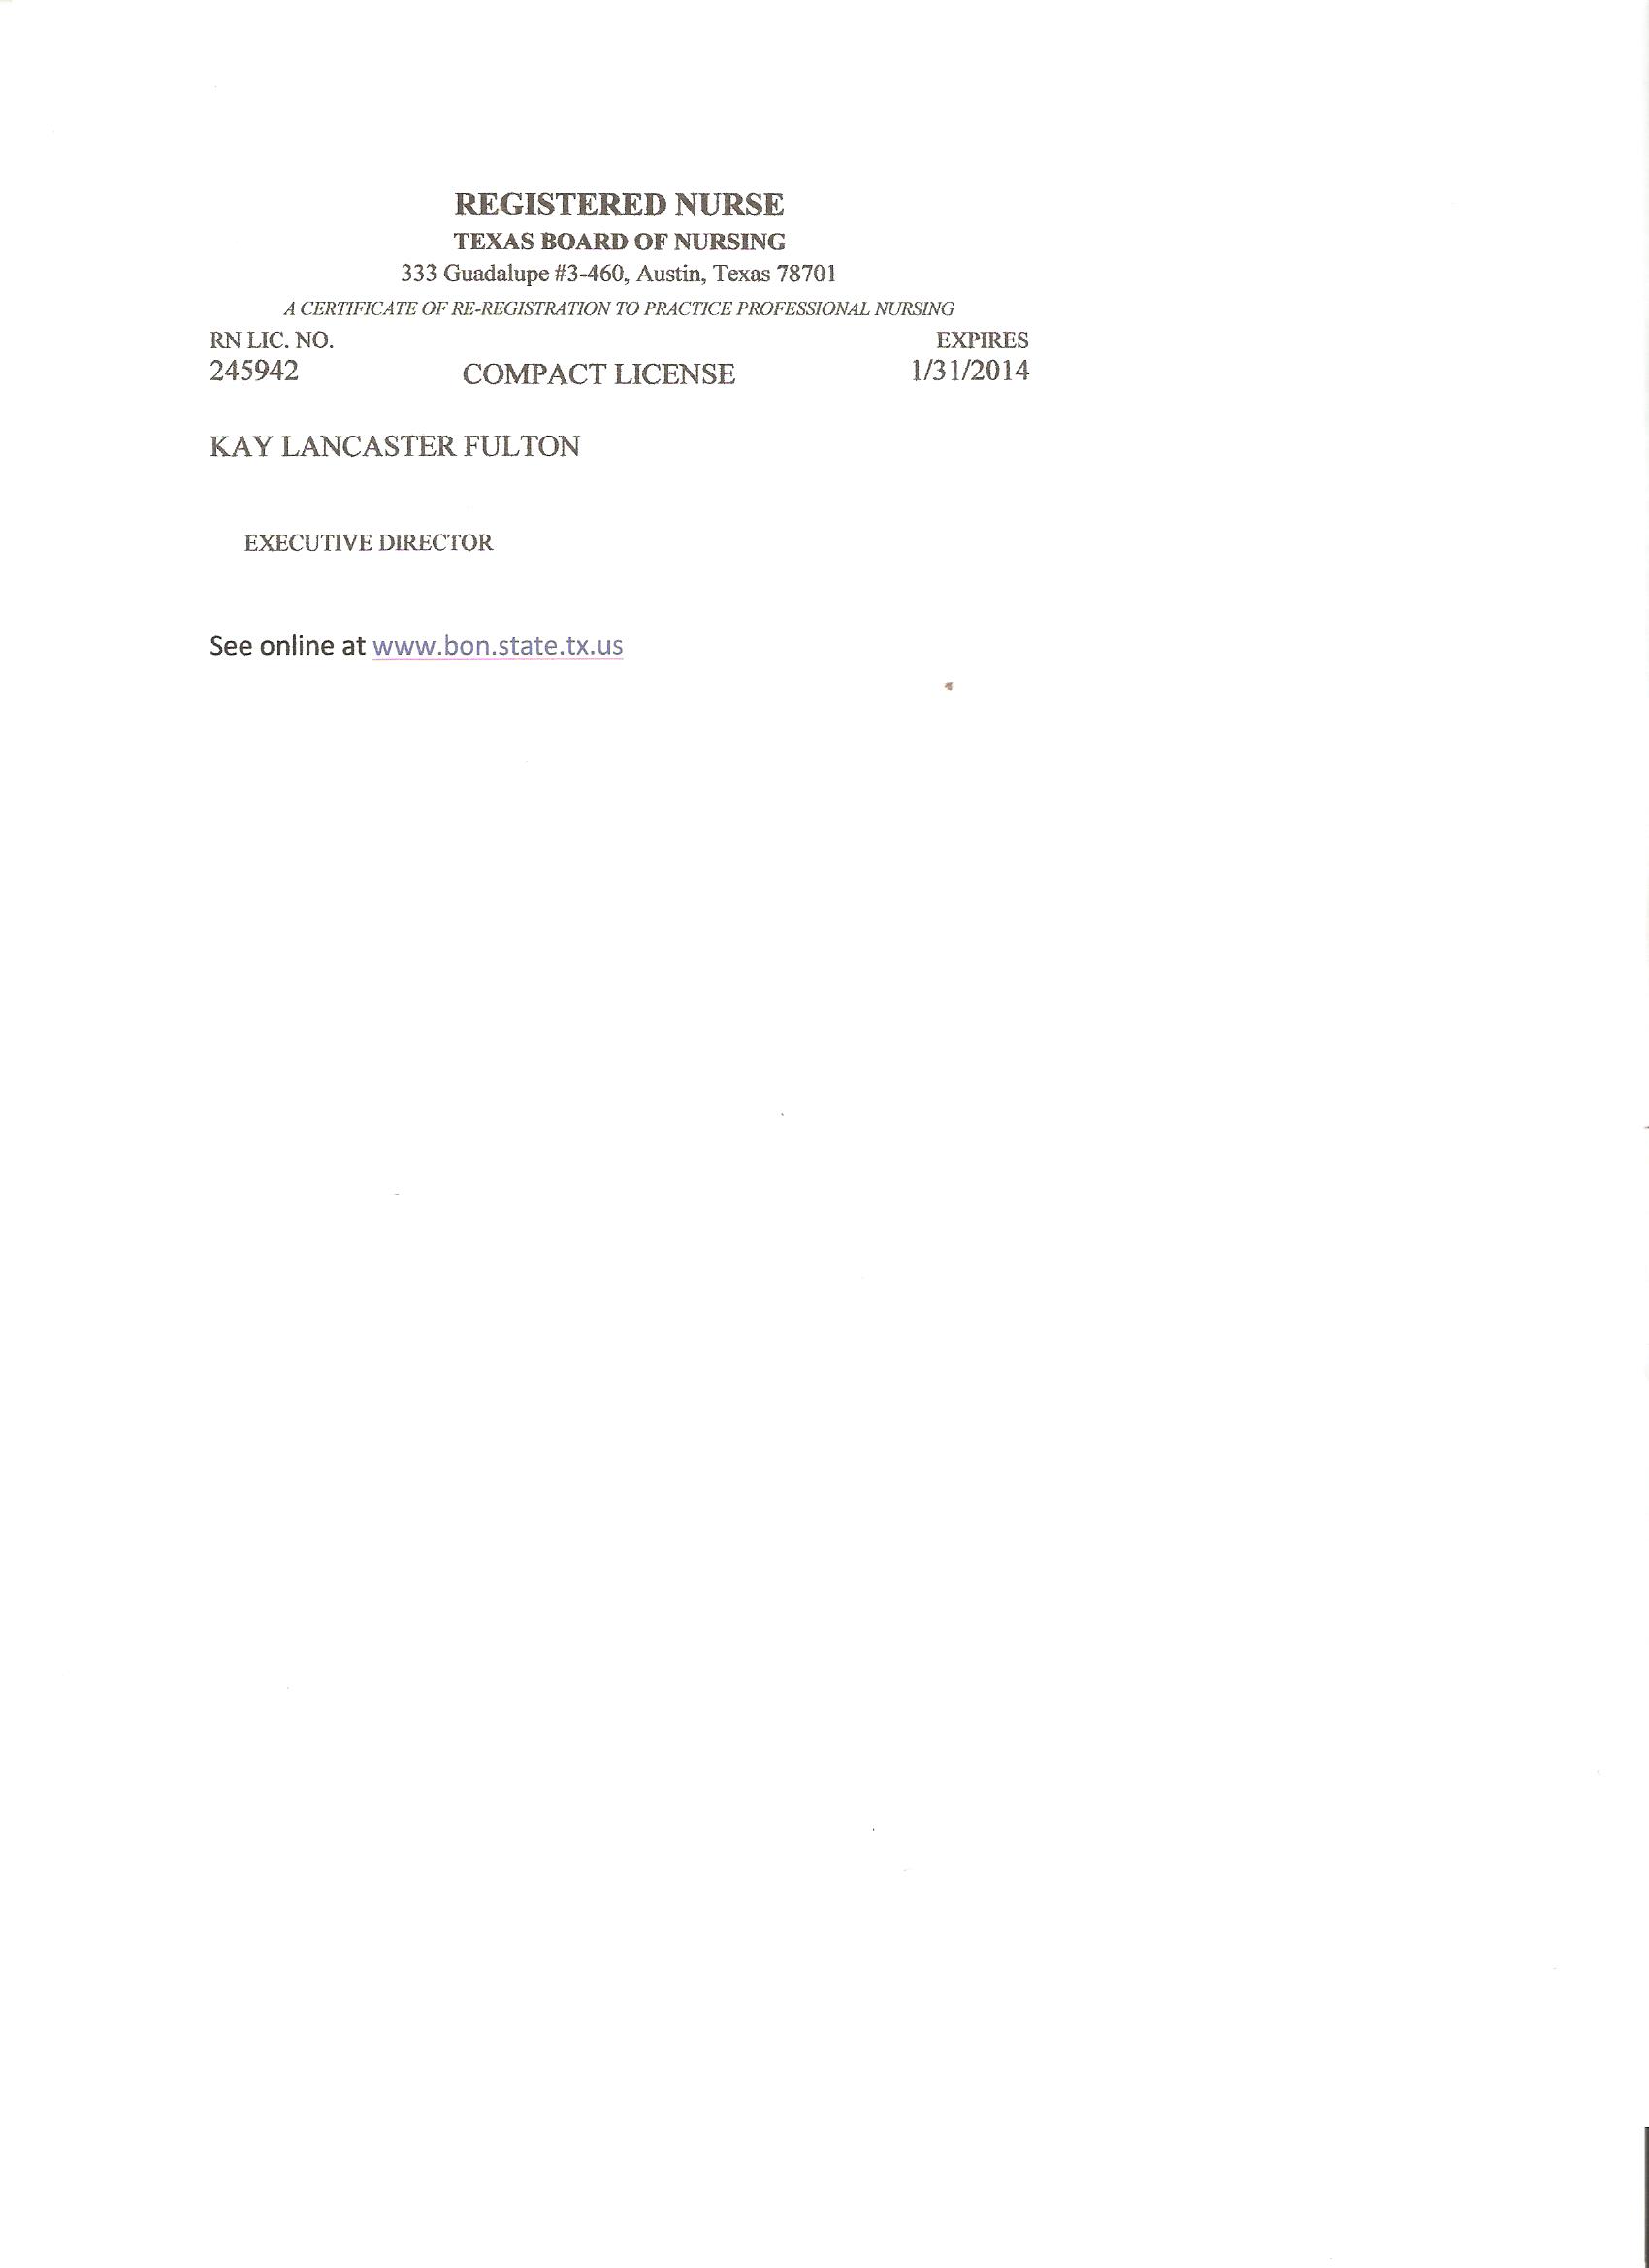 REGISTERED NURSE
TEXAS BOARD OF NURSING
333 Guadalupe #3-460, Austin, Texas 78701
A CERTIFICATE OF RE-REGISTRATION TO PRACTICE PROFESSIONAL NURSING
RN LIC. NO. EXPIRES
245942 COMPACT LICENSE 1/31/2014
KAY LANCASTER FULTON
EXECUTIVE DIRECTOR
See online at www.bon.state.tx.us